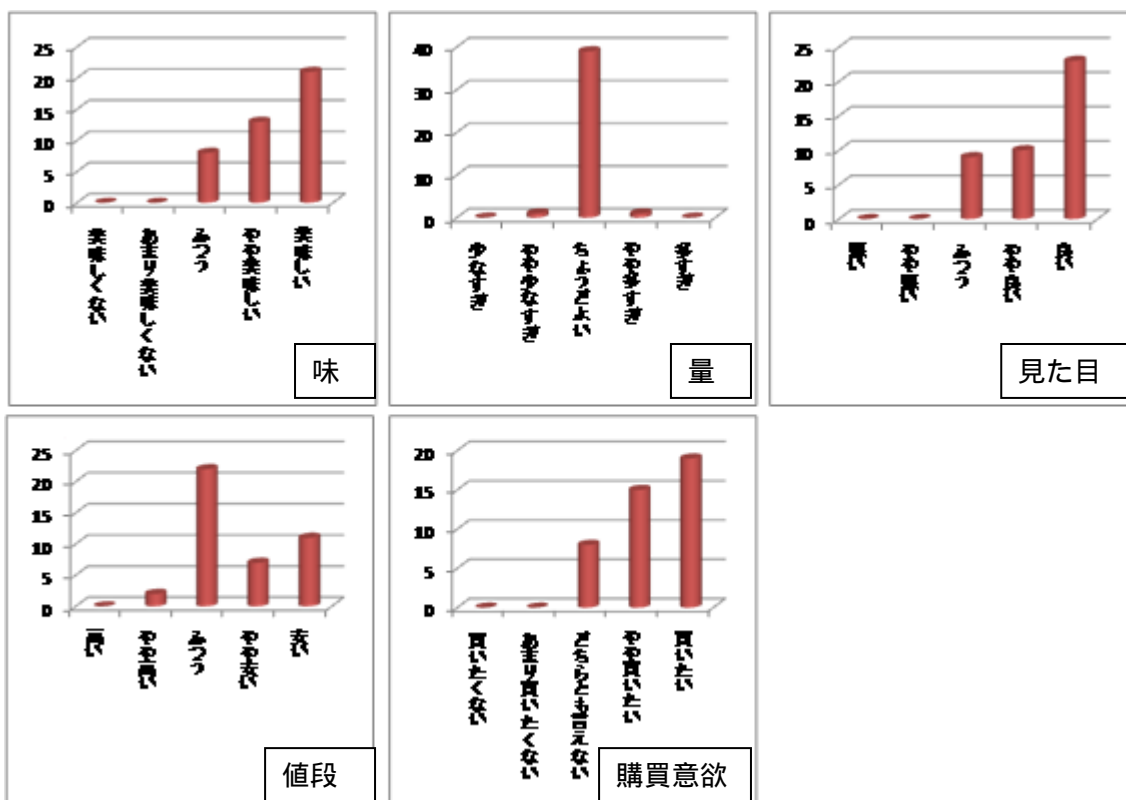 25
20
15
10
5
0
美味しくない
あまり美味しくない
ふつう
やや美味しい
美味しい
味
40
30
20
10
0
少なすぎ
やや少なすぎ
ちょうどよい
やや多すぎ
多すぎ
量
25
20
15
10
5
0
悪い
やや悪い
ふつう
やや良い
良い
見た目
25
20
15
10
5
0
高い
やや高い
ふつう
やや安い
安い
値段
20
15
10
5
0
買いたくない
あまり買いたくない
どちらとも言えない
やや買いたい
買いたい
購買意欲